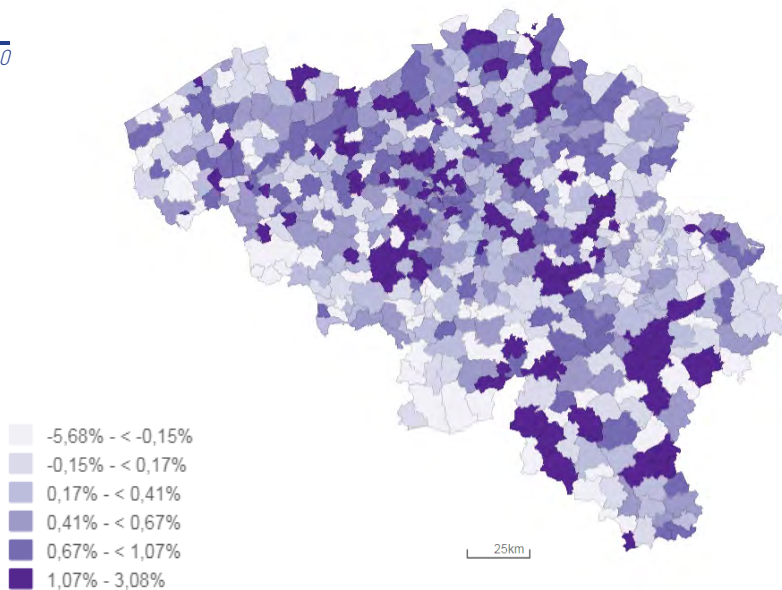 0
-5,68% - < -0,15%
-0,15% - < 0,17%
0,17% - < 0,41%
0,41% - < 0,67%
0,67% - < 1,07%
1,07% - 3,08%
25km